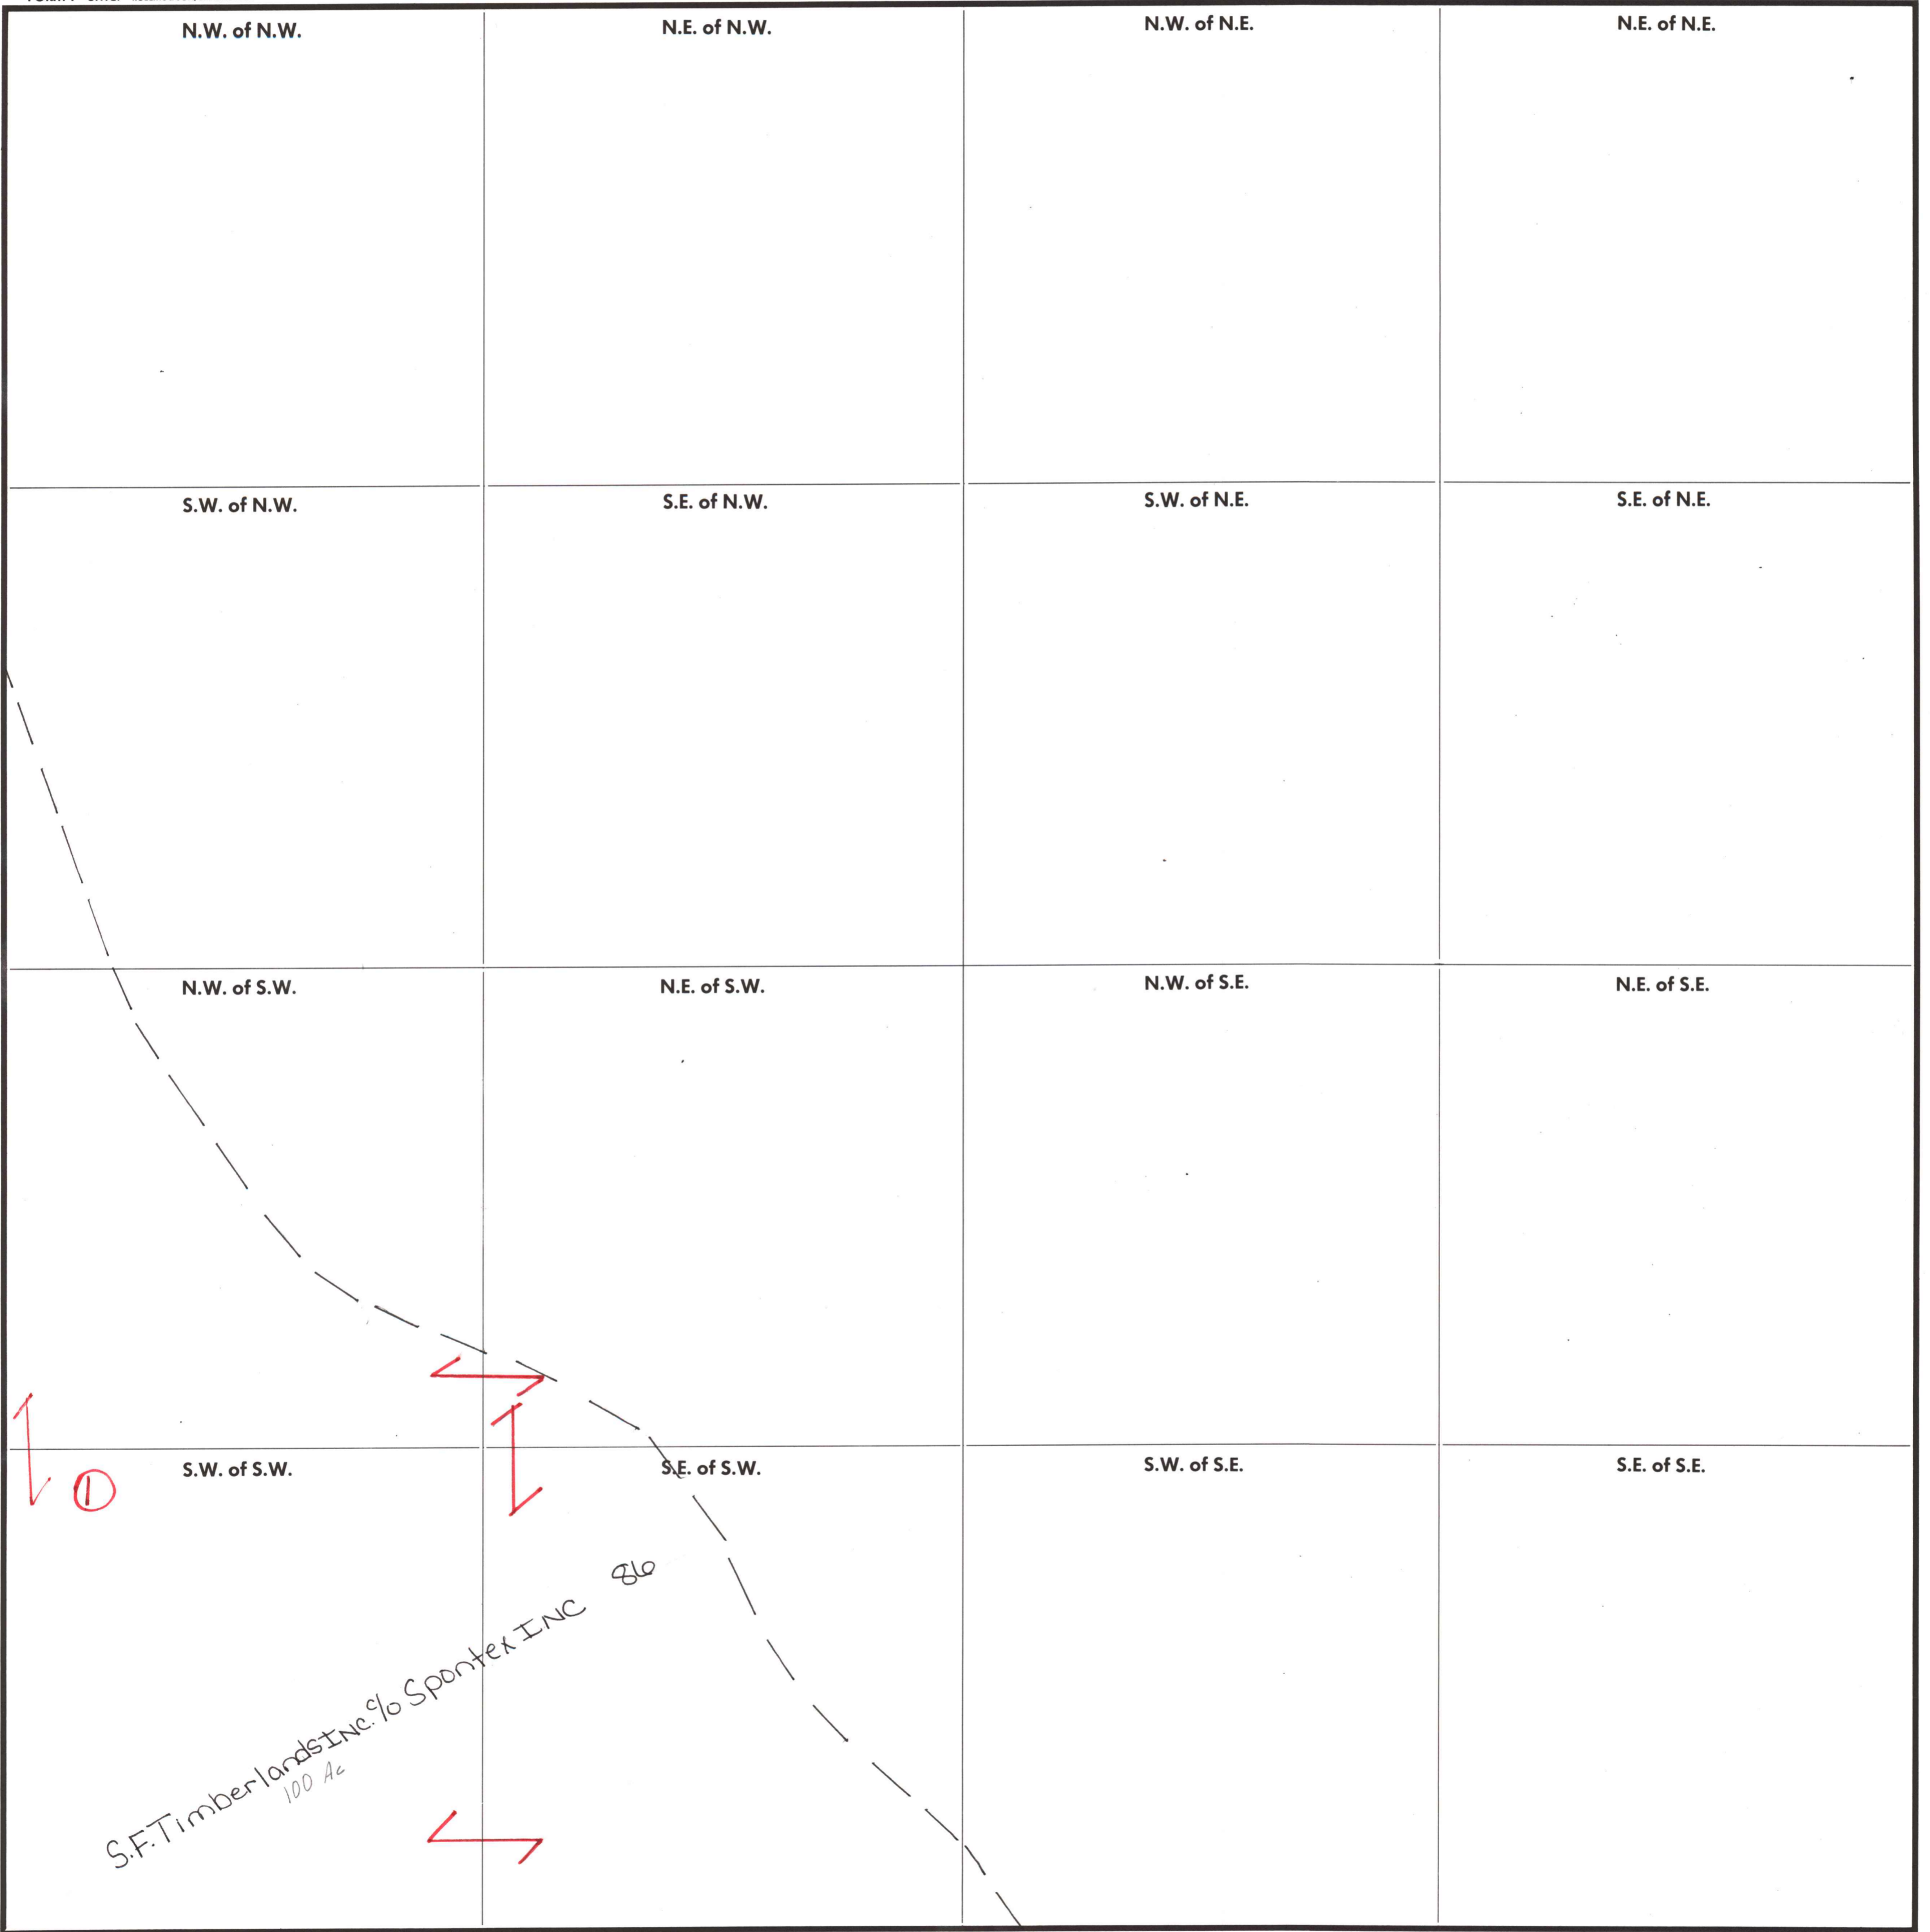 N.W. of N.W.
N.E. of N.W.
N.W. of N.E.
N.E. of N.E.
S.W. of N.W.
S.E. of N.W.
S.W. of N.E.
S.E. of N.E.
N.W. of S.W.
N.E. of S.W.
N.W. of S.E.
N.E. of S.E.
S.W. of S.W.
S.E. of S.W.
S.W. of S.E.
S.E. of S.E.
1
S.F. Timberlands INC. c/o Spontex INC 86
100 Ac